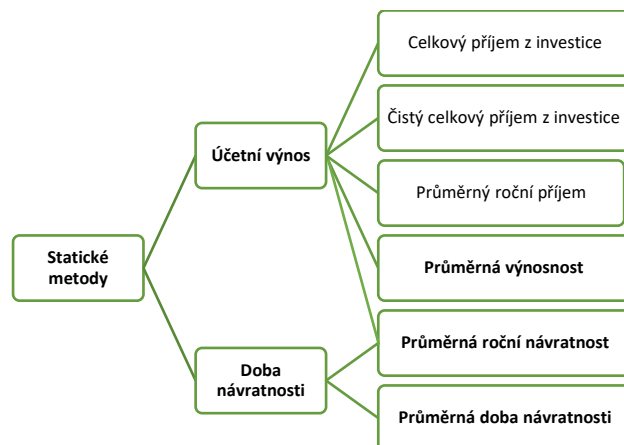 Celkový příjem z investice
Čistý celkový příjem z investice
Účetní výnos
Průměrný roční příjem
Statické
metody
Průměrná výnosnost
Průměrná roční návratnost
Doba
návratnosti
Průměrná doba návratnosti